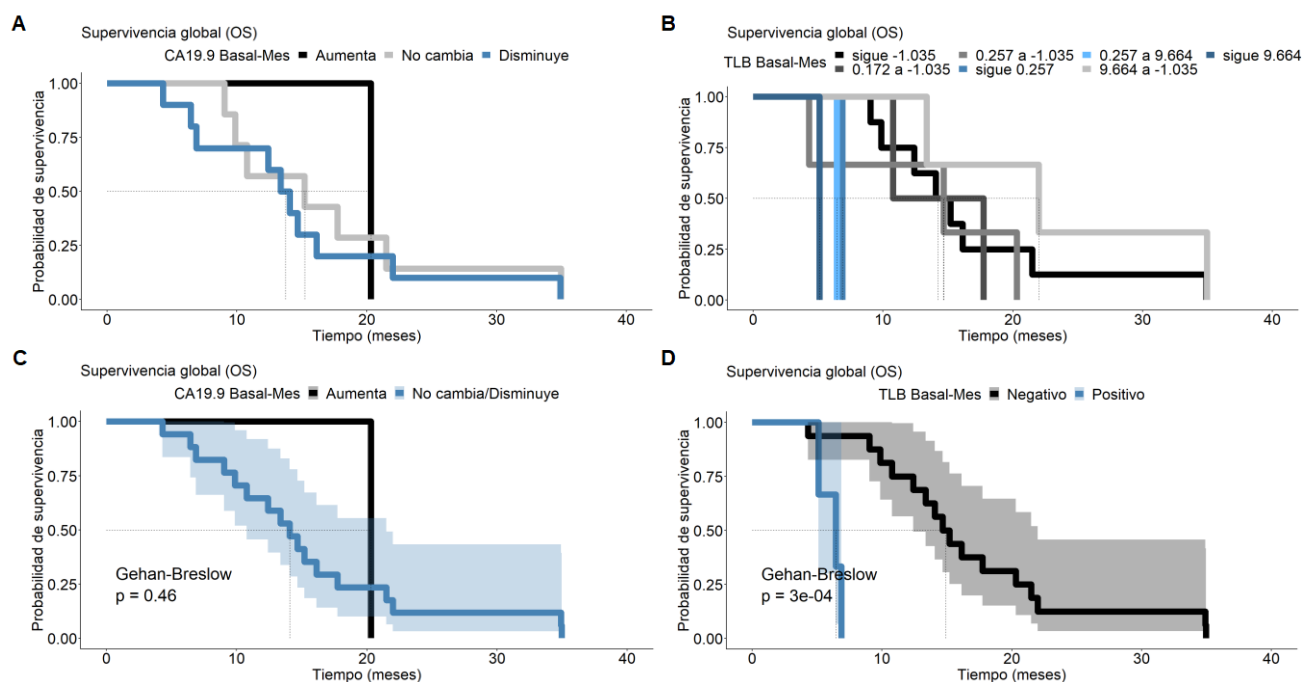 A
Supervivencia global (OS)
CA19.9 Basal-Mes Aumenta No cambia Disminuye
1.00
0.75
0.50
0.25
0.00
Probabilidad de supervivencia
0 10 20 30 40
Tiempo (meses)
B
Supervivencia global (OS)
TLB Basal-Mes
sigue -1.035 0.257 a -1.035 0.257 a 9.664 sigue 9.664
0.172 a -1.035 sigue 0.257 9.664 a -1.035
1.00
0.75
0.50
0.25
0.00
Probabilidad de supervivencia
0 10 20 30 40
Tiempo (meses)
C
Supervivencia global (OS)
CA19.9 Basal-Mes Aumenta No cambia/Disminuye
1.00
0.75
0.50
0.25
0.00
Probabilidad de supervivencia
Gehan-Breslow
p = 0.46
0 10 20 30 40
Tiempo (meses)
D
Supervivencia global (OS)
TLB Basal-Mes Negativo Positivo
1.00
0.75
0.50
0.25
0.00
Probabilidad de supervivencia
Gehan-Breslow
p = 3e-04
0 10 20 30 40
Tiempo (meses)